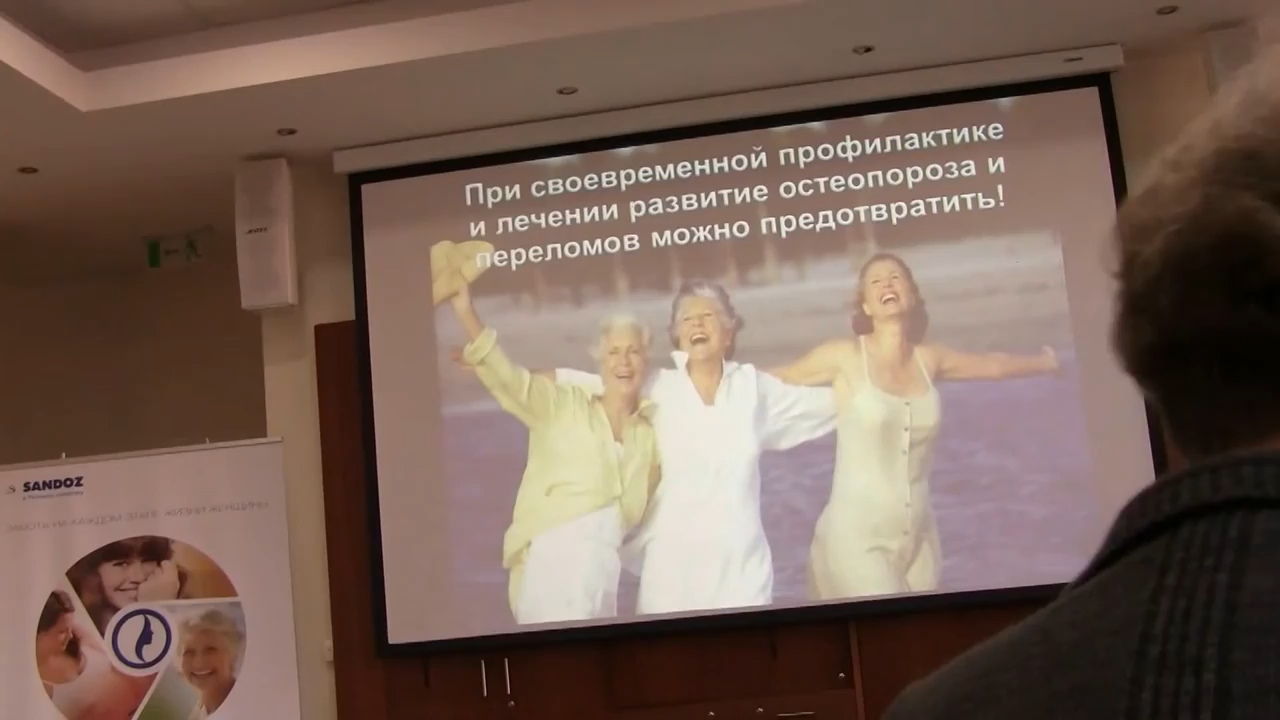 При своевременной профилактике
и лечении развитие остеопороза и
переломов можно предотвратить!
SANDOZ